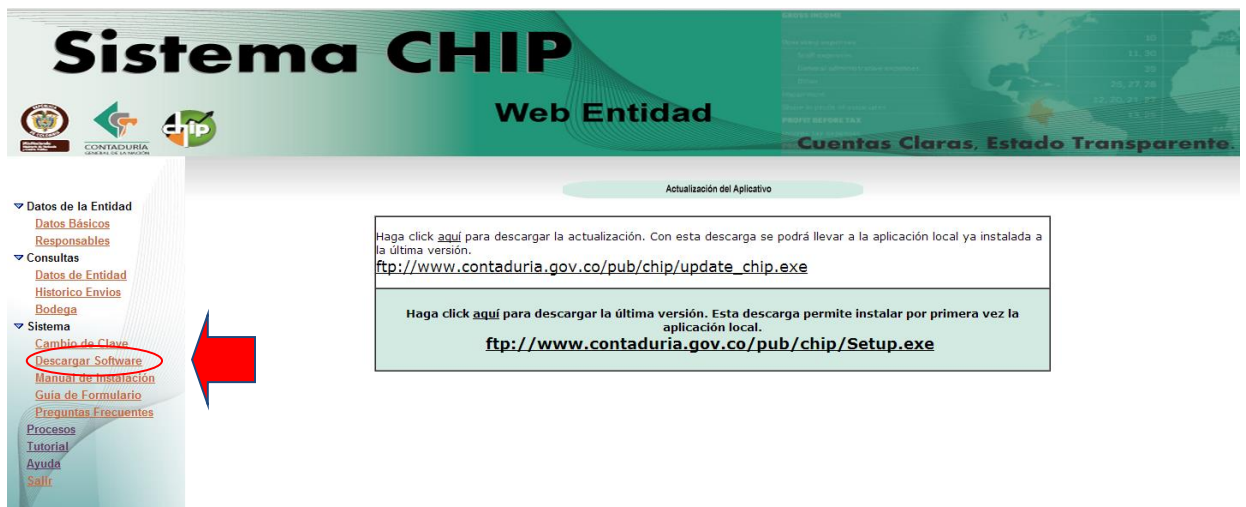 Sistema CHIP
Web Entidad
Cuentas Claras, Estado Transparente.
CONTADURÍA
GENERAL DE LA NACIÓN
chip
Actualización del Aplicativo
Datos de la Entidad
Datos Básicos
Responsables
Consultas
Datos de Entidad
Historico Envios
Bodega
Sistema
Cambio de Clave
Descargar Software
Manual de Instalación
Guia de Formulario
Preguntas Frecuentes
Procesos
Tutorial
Ayuda
Salir
Haga click aquí para descargar la actualización. Con esta descarga se podrá llevar a la aplicación local ya instalada a
la última versión.
ftp://www.contaduria.gov.co/pub/chip/update_chip.exe
Haga click aquí para descargar la última versión. Esta descarga permite instalar por primera vez la
aplicación local.
ftp://www.contaduria.gov.co/pub/chip/Setup.exe